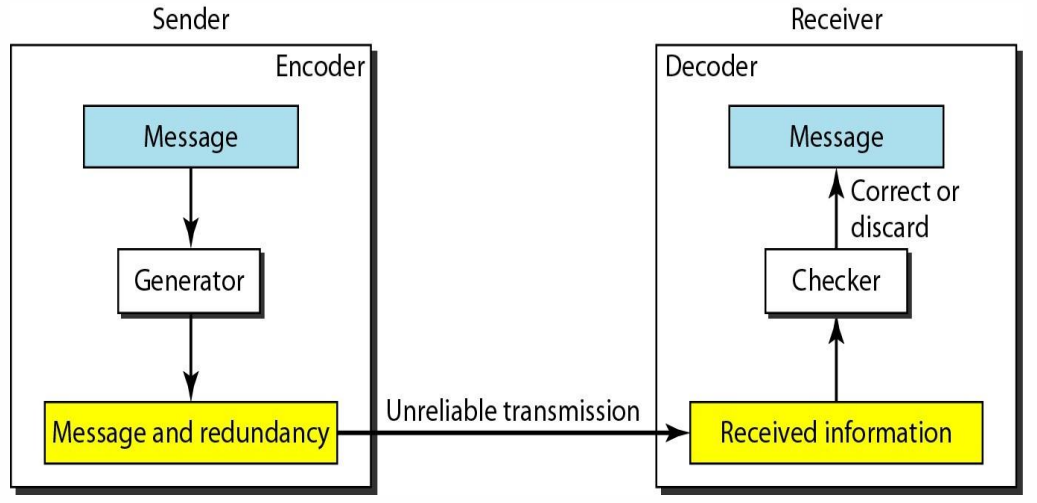 Sender
Receiver
Encoder
Decoder
Message
Message
Correct or
discard
Generator
Checker
Unreliable transmission
Message and redundancy
Received information